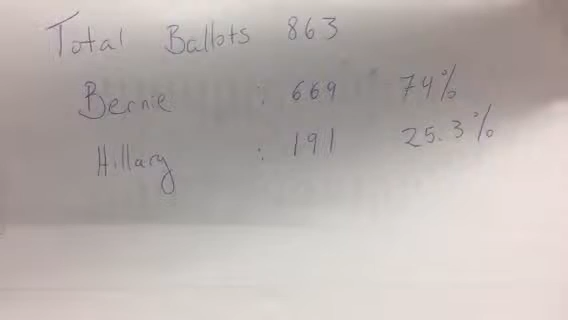 Total Ballots 863
Bernie : 669 74%
Hillary : 191 25.3%